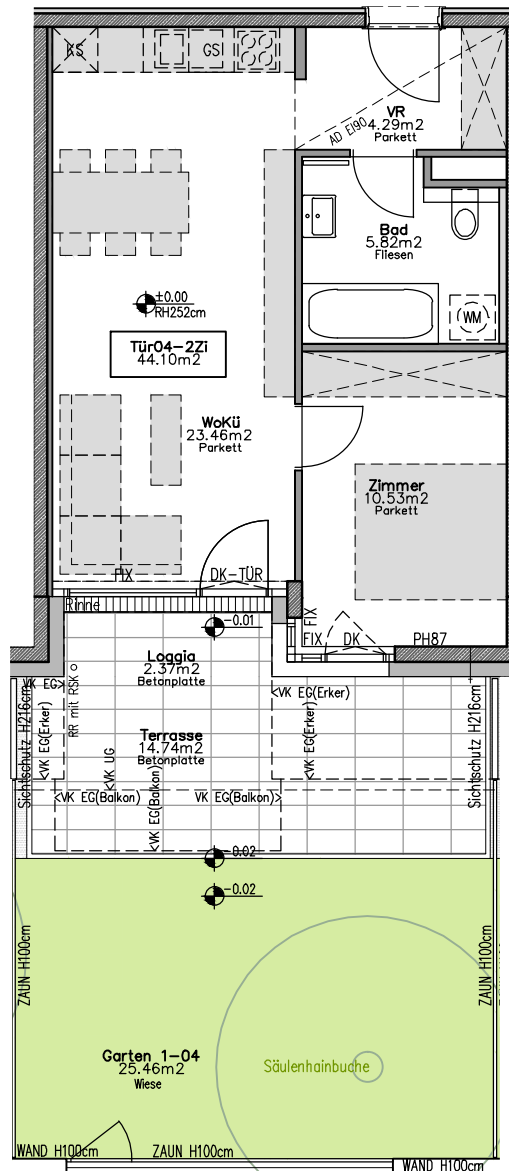 KS
GS
VR
4.29m2
Parkett
AD EI90
Bad
5.82m2
Fliesen
±0.00
RH252cm
WM
Tür04-2Zi
44.10m2
WoKü
23.46m2
Parkett
Zimmer
10.53m2
Parkett
FIX
DK-TÜR
Rinne
-0.01
FIX
FIX
DK
PH87
Loggia
2.37m2
Betonplatte
VK EG>
RR mit RSK
<VK EG(Erker)
Sichtschutz H216cm
<VK EG(Erker)
Terrasse
14.74m2
Betonplatte
<VK EG(Erker)
Sichtschutz H216cm
<VK UG
<VK EG(Balkon)
<VK EG(Balkon)
VK EG(Balkon)>
-0.02
-0.02
ZAUN H100cm
ZAUN H100cm
Garten 1-04
25.46m2
Wiese
Säulenhainbuche
WAND H100cm
ZAUN H100cm
WAND H100cm